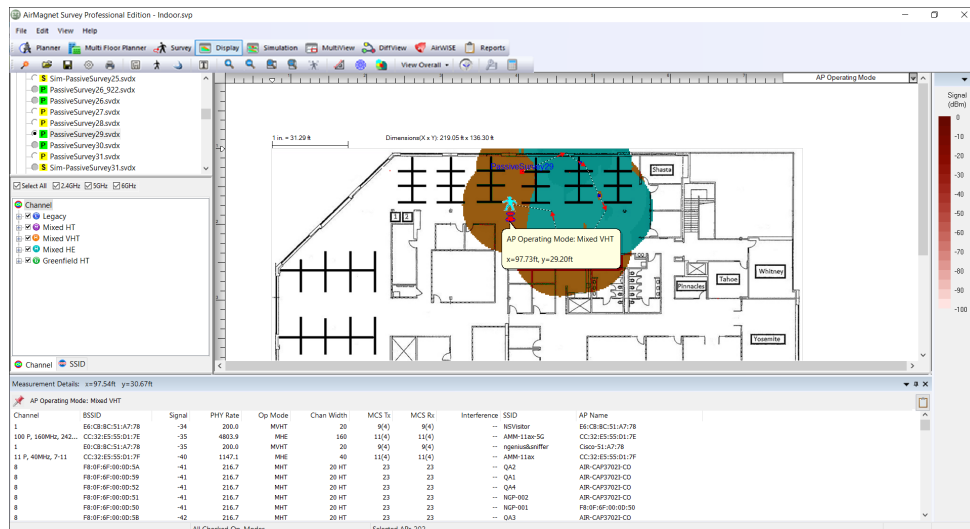 AirMagnet Survey Professional Edition - Indoor.svp
File Edit View Help
Planner Multi Floor Planner Survey Display Simulation MultiView DiffView AirWISE Reports
View Overall
Sim-PassiveSurvey25.svdx
PassiveSurvey26_922.svdx
PassiveSurvey26.svdx
PassiveSurvey27.svdx
PassiveSurvey28.svdx
PassiveSurvey29.svdx
PassiveSurvey30.svdx
PassiveSurvey31.svdx
Sim-PassiveSurvey31.svdx
Select All 2.4GHz 5GHz 6GHz
Channel
Legacy
Mixed HT
Mixed VHT
Mixed HE
Greenfield HT
Channel SSID
AP Operating Mode
1 in. = 31.29 ft
Dimensions(X x Y): 219.05 ft x 136.30 ft
PassiveSurvey29
Shasta
1 2
AP Operating Mode: Mixed VHT
x=97.73ft, y=29.20ft
Whitney
Tahoe
Pinnacles
Yosemite
Signal
(dBm)
0
-10
-20
-30
-40
-50
-60
-70
-80
-90
-100
Measurement Details: x=97.54ft y=30.67ft
AP Operating Mode: Mixed VHT
Channel BSSID Signal PHY Rate Op Mode Chan Width MCS Tx MCS Rx Interference SSID AP Name
1 E6:CB:BC:51:A7:78 -34 200.0 MVHT 20 9(4) 9(4) -- NSVisitor E6:CB:BC:51:A7:78
100 P, 160MHz, 242... CC:32:E5:55:D1:7E -35 4803.9 MHE 160 11(4) 11(4) -- AMM-11ax-5G CC:32:E5:55:D1:7E
1 E0:CB:BC:51:A7:78 -35 200.0 MVHT 20 9(4) 9(4) -- ngenius&sniffer Cisco-51:A7:78
11 P, 40MHz, 7-11 CC:32:E5:55:D1:7F -40 1147.1 MHE 40 11(4) 11(4) -- AMM-11ax CC:32:E5:55:D1:7F
8 F8:0F:6F:00:0D:5A -41 216.7 MHT 20 HT 23 23 -- QA2 AIR-CAP37023-CO
8 F8:0F:6F:00:0D:59 -41 216.7 MHT 20 HT 23 23 -- QA1 AIR-CAP37023-CO
8 F8:0F:6F:00:0D:52 -41 216.7 MHT 20 HT 23 23 -- QA4 AIR-CAP37023-CO
8 F8:0F:6F:00:0D:51 -41 216.7 MHT 20 HT 23 23 -- NGP-002 AIR-CAP37023-CO
8 F8:0F:6F:00:0D:50 -41 216.7 MHT 20 HT 23 23 -- NGP-001 F8:0F:6F:00:0D:50
8 F8:0F:6F:00:0D:5B -42 216.7 MHT 20 HT 23 23 -- QA3 AIR-CAP37023-CO